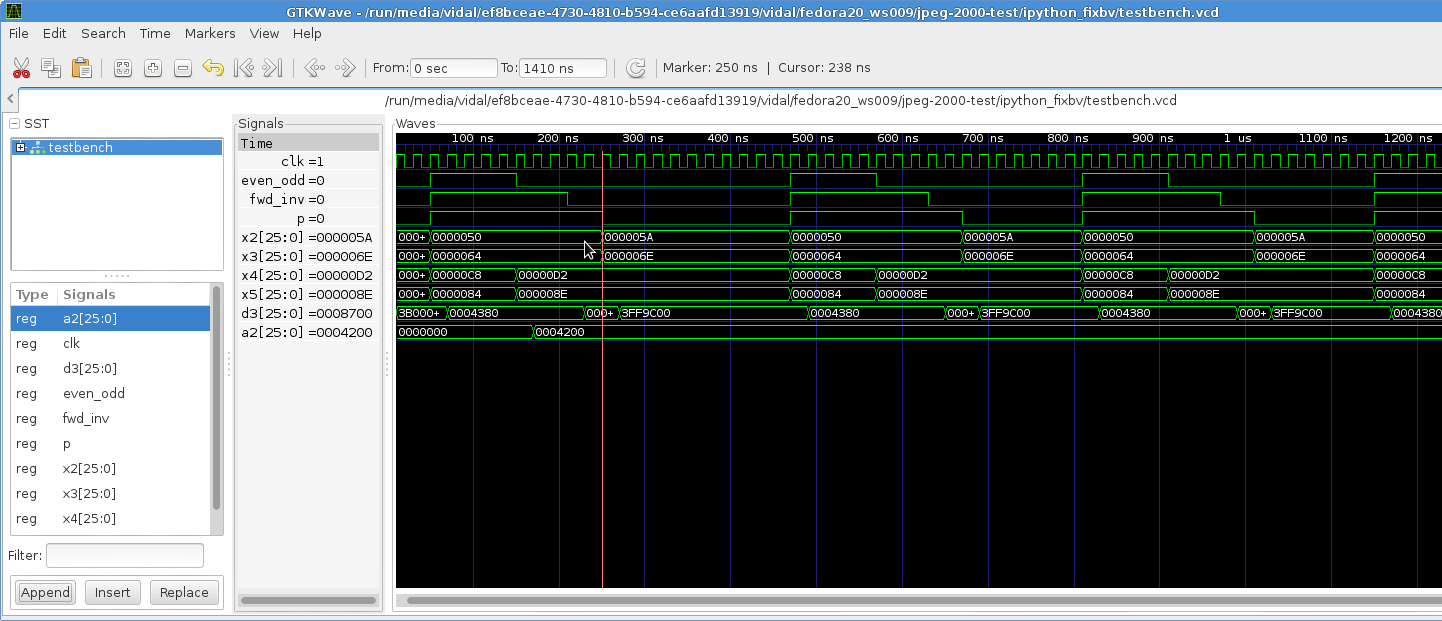 GTKWave - /run/media/vidal/ef8bceae-4730-4810-b594-ce6aafd13919/vidal/fedora20_ws009/jpeg-2000-test/ipython_fixbv/testbench.vcd
File Edit Search Time Markers View Help
From: 0 sec To: 1410 ns Marker: 250 ns | Cursor: 238 ns
/run/media/vidal/ef8bceae-4730-4810-b594-ce6aafd13919/vidal/fedora20_ws009/jpeg-2000-test/ipython_fixbv/testbench.vcd
SST
testbench
Type Signals
reg a2[25:0]
reg clk
reg d3[25:0]
reg even_odd
reg fwd_inv
reg p
reg x2[25:0]
reg x3[25:0]
reg x4[25:0]
Filter:
Append Insert Replace
Signals
Time
clk =1
even_odd =0
fwd_inv =0
p =0
x2[25:0] =000005A
x3[25:0] =000006E
x4[25:0] =00000D2
x5[25:0] =000008E
d3[25:0] =0008700
a2[25:0] =0004200
Waves
100 ns 200 ns 300 ns 400 ns 500 ns 600 ns 700 ns 800 ns 900 ns 1 us 1100 ns 1200 ns
000+ 0000050 000005A 0000050 000005A 0000050 000005A 0000050
000+ 0000064 000006E 0000064 000006E 0000064 000006E 0000064
000+ 00000C8 00000D2 00000C8 00000D2 00000C8 00000D2 00000C8
000+ 0000084 000008E 0000084 000008E 0000084 000008E 0000084
3B000+ 0004380 000+ 3FF9C00 0004380 000+ 3FF9C00 0004380 000+ 3FF9C00 0004380
0000000 0004200